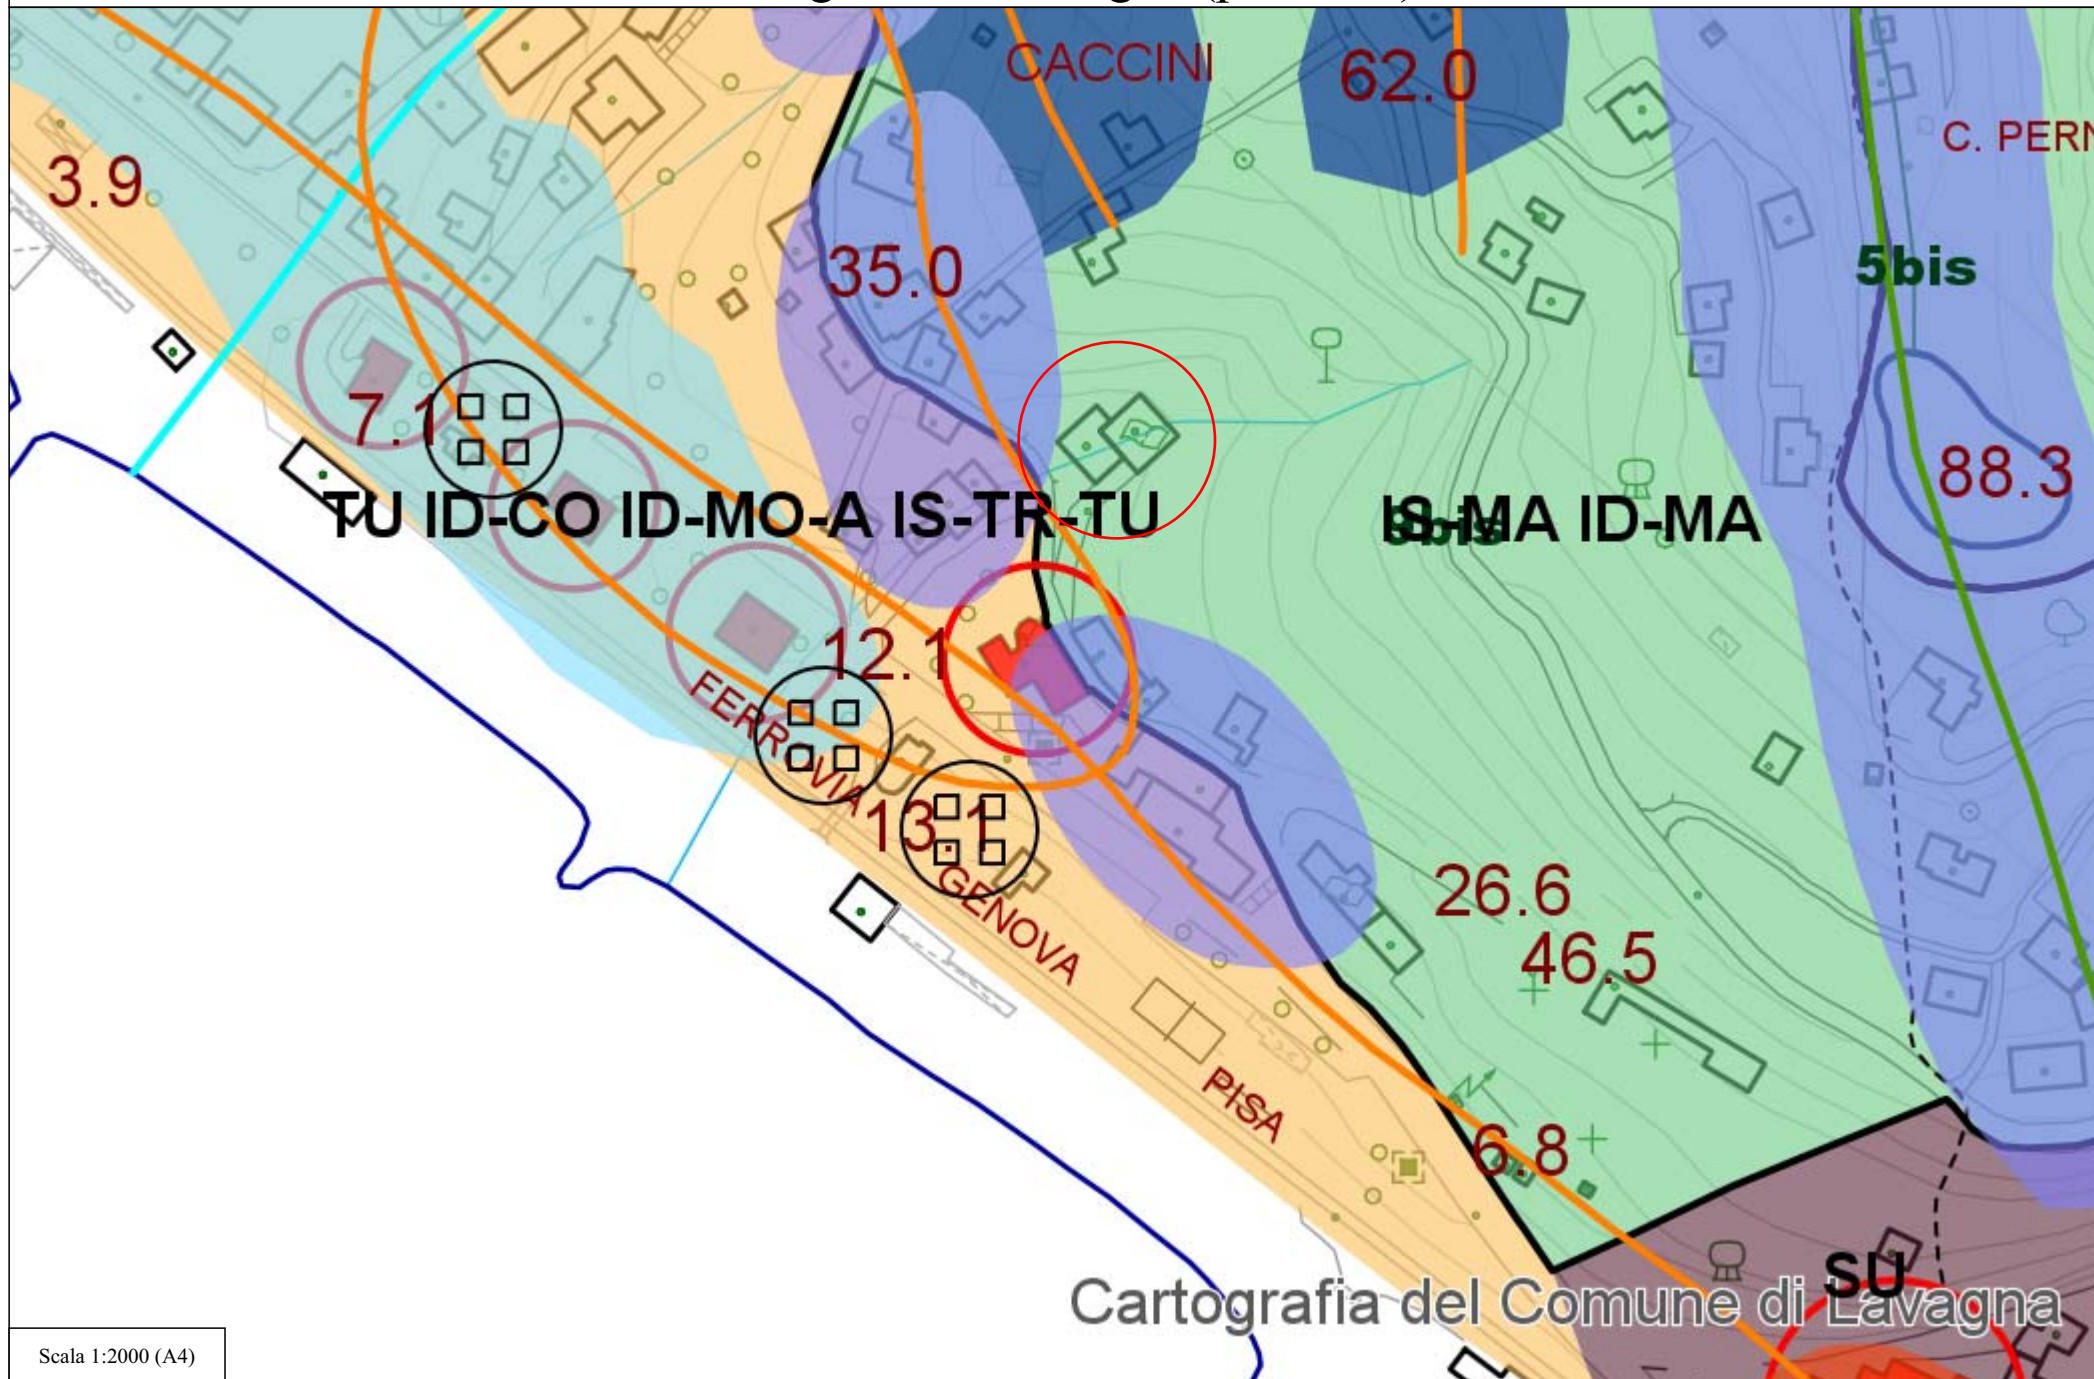 CACCINI
62.0
C. PERN
3.9
35.0
5bis
7.1
88.3
TU ID-CO ID-MO-A IS-TR-TU
IS-MA ID-MA
12.1
FERROVIA
13.1
GENOVA
26.6
46.5
PISA
6.8
SU
Cartografia del Comune di Lavagna
Scala 1:2000 (A4)